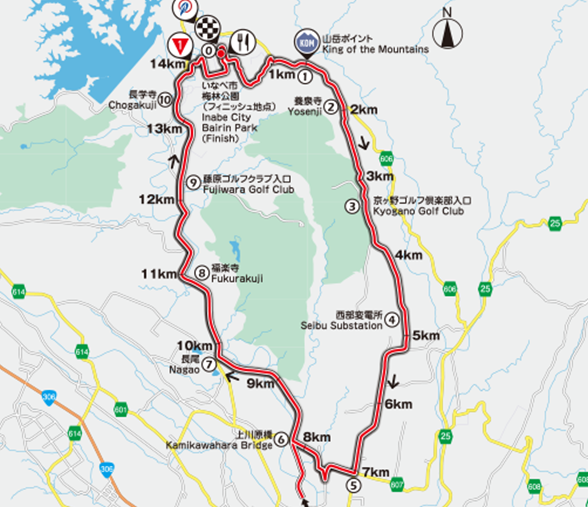 N
KOM
山岳ポイント
King of the Mountains
0
1
14km
1km
①
いなべ市
梅林公園
(フィニッシュ地点)
Inabe City
Bairin Park
(Finish)
長学寺
Chogakuji
⑩
養泉寺
Yosenji
②
2km
13km
606
3km
⑨
藤原ゴルフクラブ入口
Fujiwara Golf Club
12km
③
京ヶ野ゴルフ倶楽部入口
Kyogano Golf Club
25
4km
11km
⑧
福楽寺
Fukurakuji
614
606
25
西部変電所
Seibu Substation
④
5km
10km
614
長尾
Nagao
⑦
9km
6km
306
601
614
上川原橋
Kamikawahara Bridge
⑥
8km
25
306
7km
⑤
607
608
608